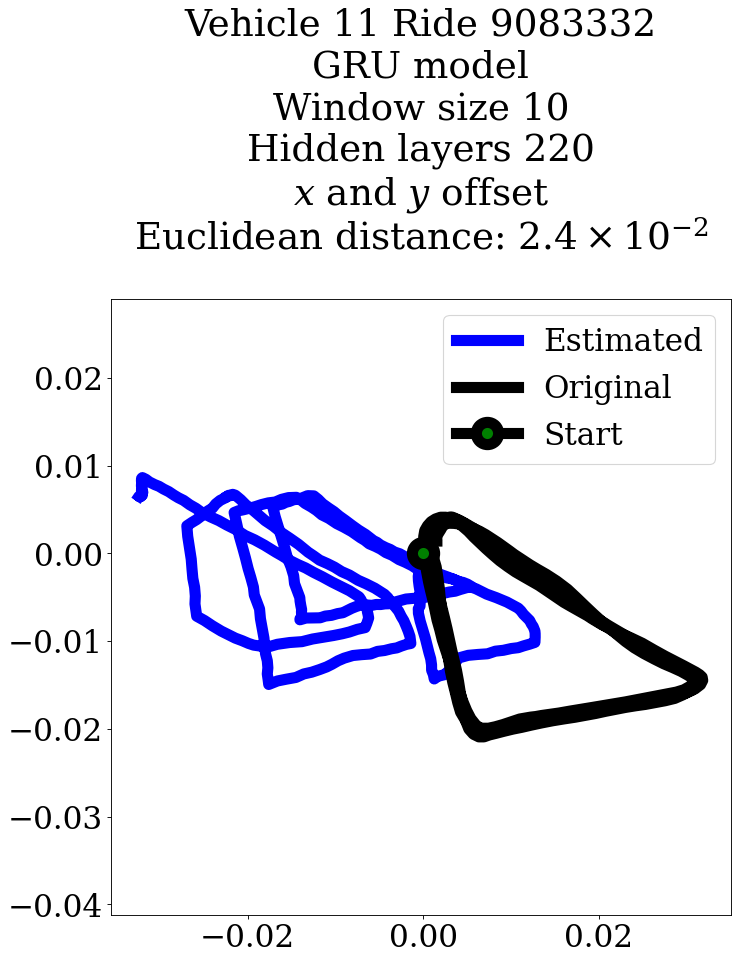 Vehicle 11 Ride 9083332
GRU model
Window size 10
Hidden layers 220
x and y offset
Euclidean distance: 2.4 × 10⁻²
Estimated
Original
Start
0.02
0.01
0.00
−0.01
−0.02
−0.03
−0.04
−0.02 0.00 0.02